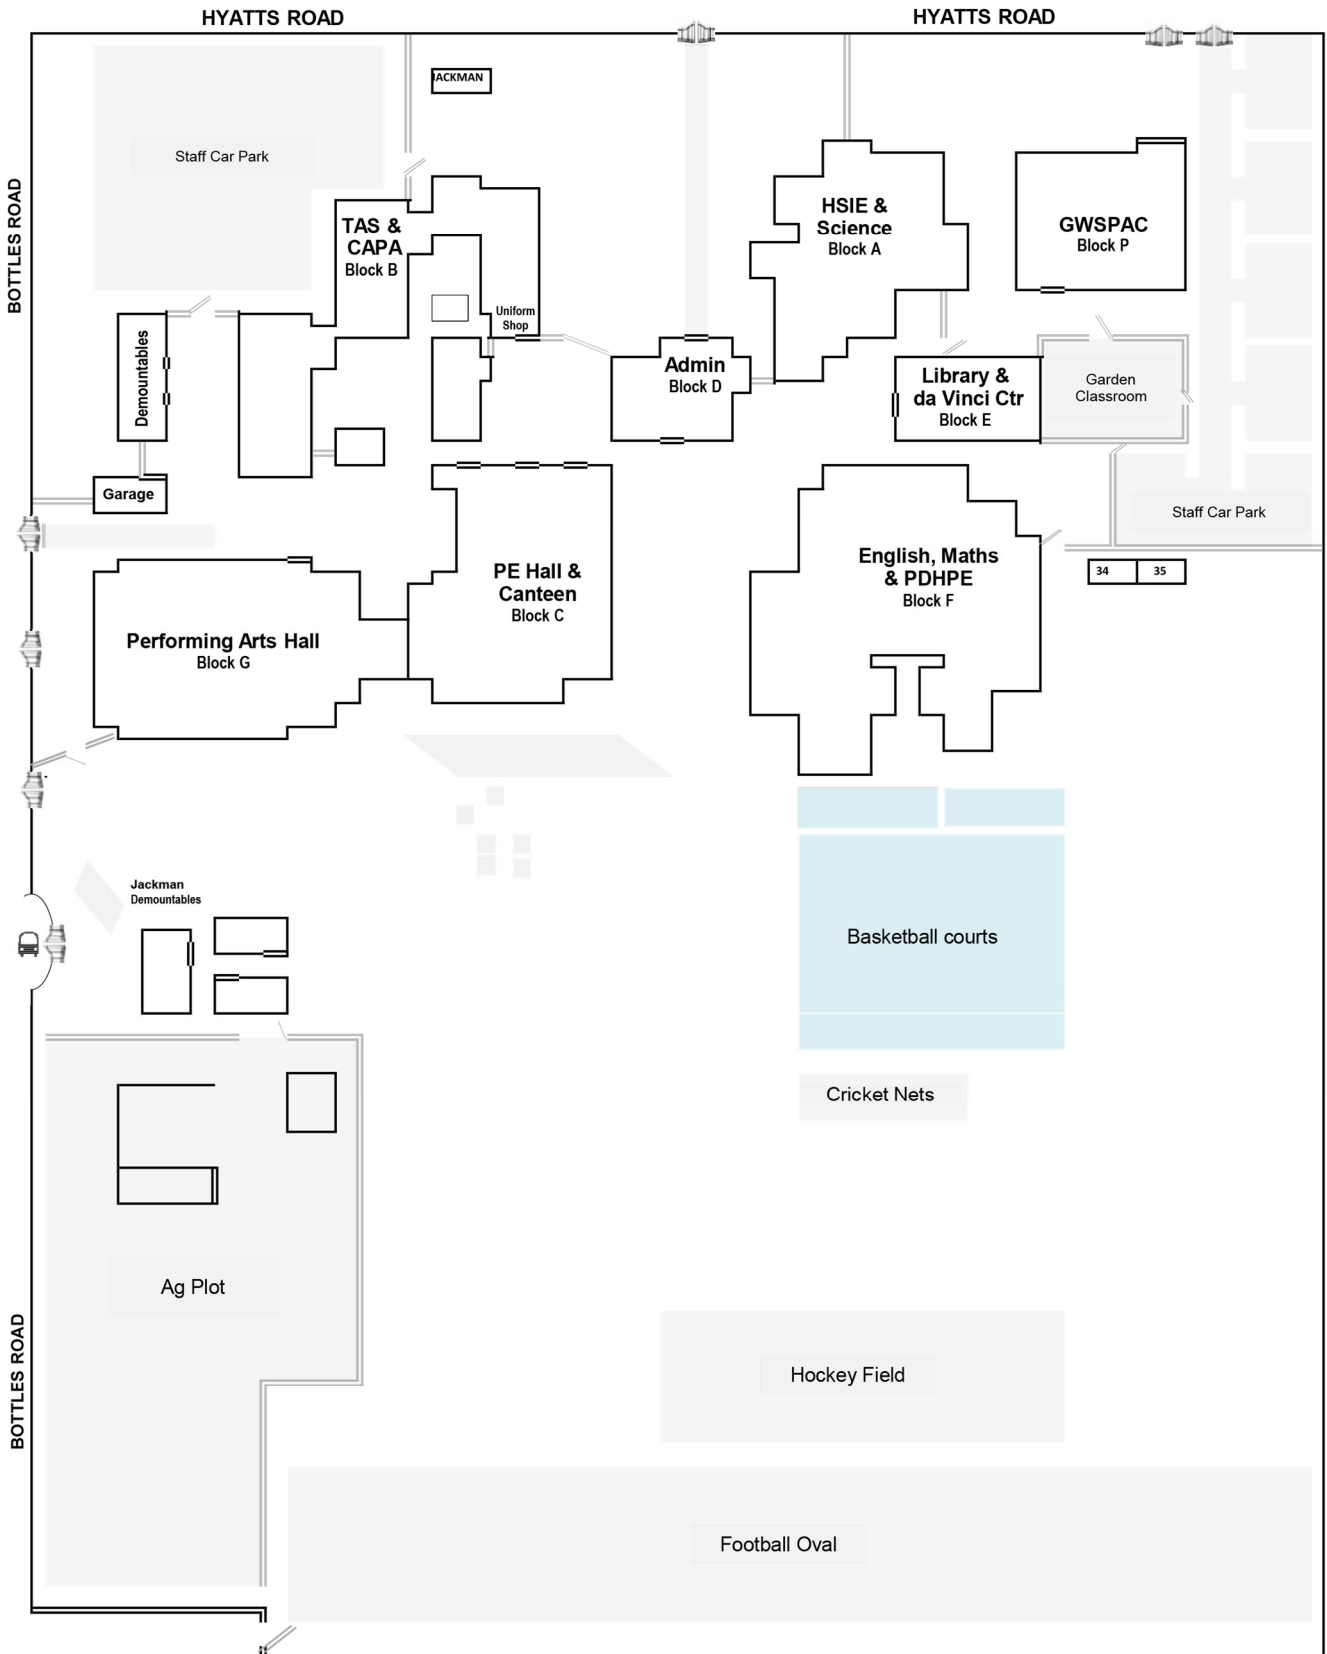 HYATTS ROAD
HYATTS ROAD
JACKMAN
Staff Car Park
BOTTLES ROAD
TAS &
CAPA
Block B
HSIE &
Science
Block A
GWSPAC
Block P
Uniform
Shop
Demountables
Admin
Block D
Library &
da Vinci Ctr
Block E
Garden
Classroom
Garage
Staff Car Park
PE Hall &
Canteen
Block C
English, Maths
& PDHPE
Block F
34
35
Performing Arts Hall
Block G
Jackman
Demountables
Basketball courts
Cricket Nets
Ag Plot
Hockey Field
BOTTLES ROAD
Football Oval